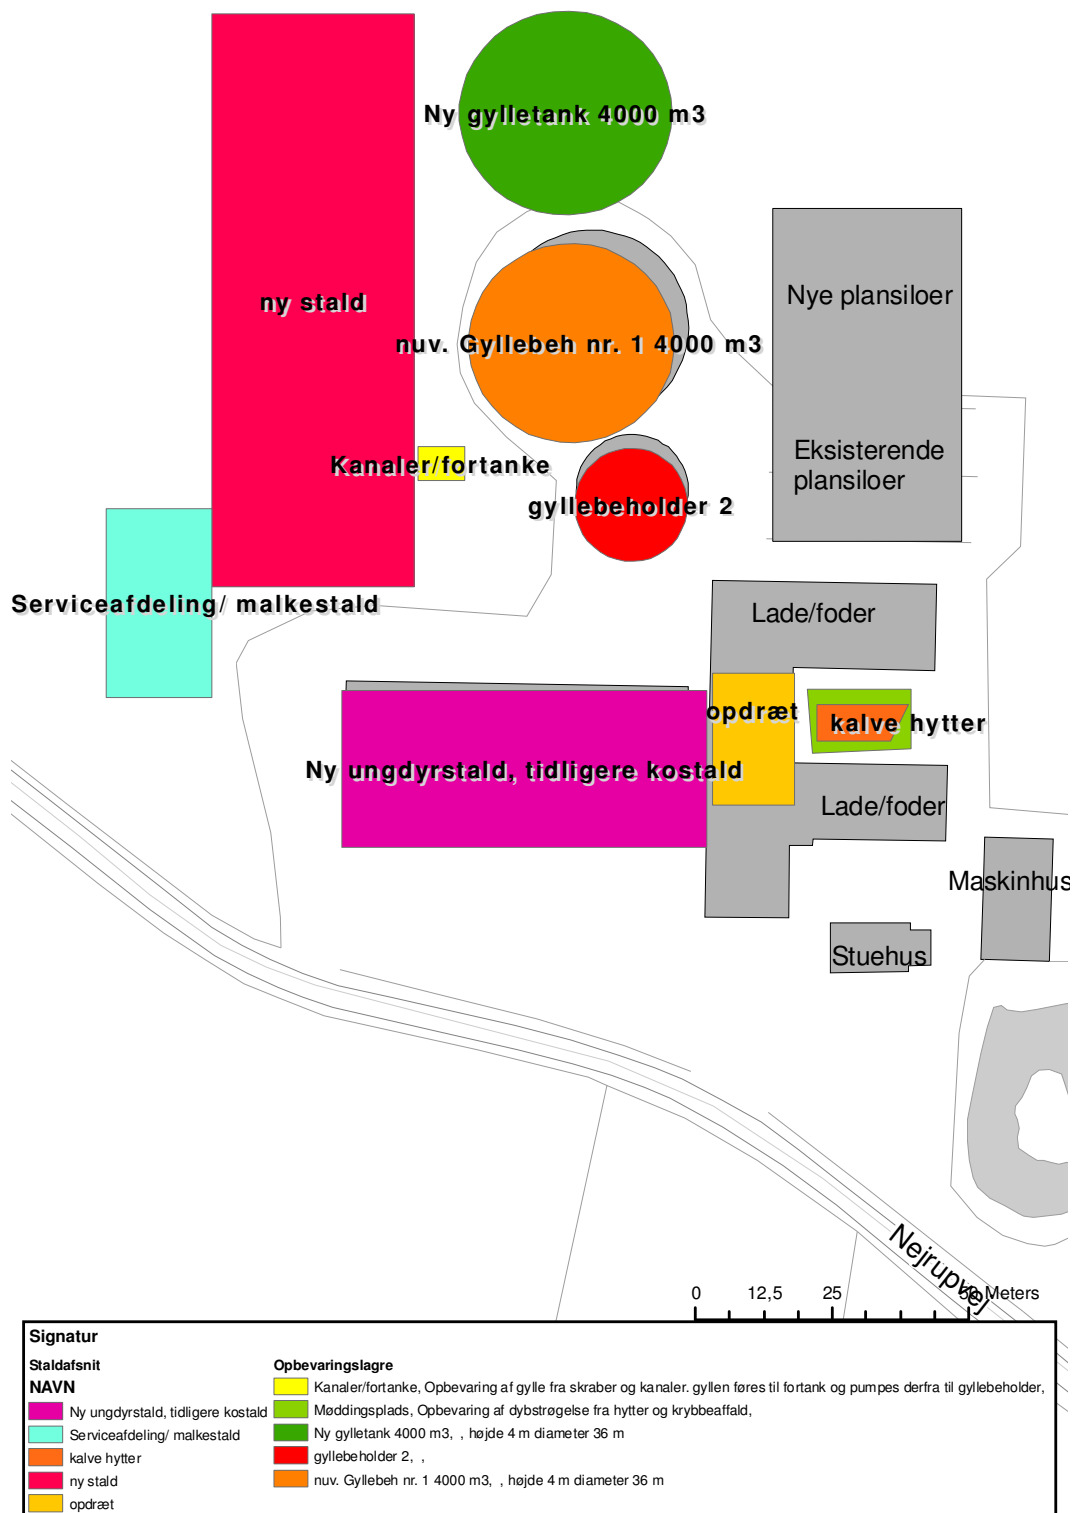 Ny gylletank 4000 m3
ny stald
Nye plansiloer
nuv. Gyllebeh nr. 1 4000 m3
Eksisterende
plansiloer
Kanaler/fortanke
gyllebeholder 2
Serviceafdeling/ malkestald
Lade/foder
opdræt
kalve hytter
Ny ungdyrstald, tidligere kostald
Lade/foder
Maskinhus
Stuehus
Nejrupvej
0 12,5 25 50 Meters
Signatur
Staldafsnit
NAVN
Ny ungdyrstald, tidligere kostald
Serviceafdeling/ malkestald
kalve hytter
ny stald
opdræt
Opbevaringslagre
Kanaler/fortanke, Opbevaring af gylle fra skraber og kanaler. gyllen føres til fortank og pumpes derfra til gyllebeholder,
Møddingsplads, Opbevaring af dybstrøgelse fra hytter og krybbeaffald,
Ny gylletank 4000 m3, , højde 4 m diameter 36 m
gyllebeholder 2, ,
nuv. Gyllebeh nr. 1 4000 m3, , højde 4 m diameter 36 m